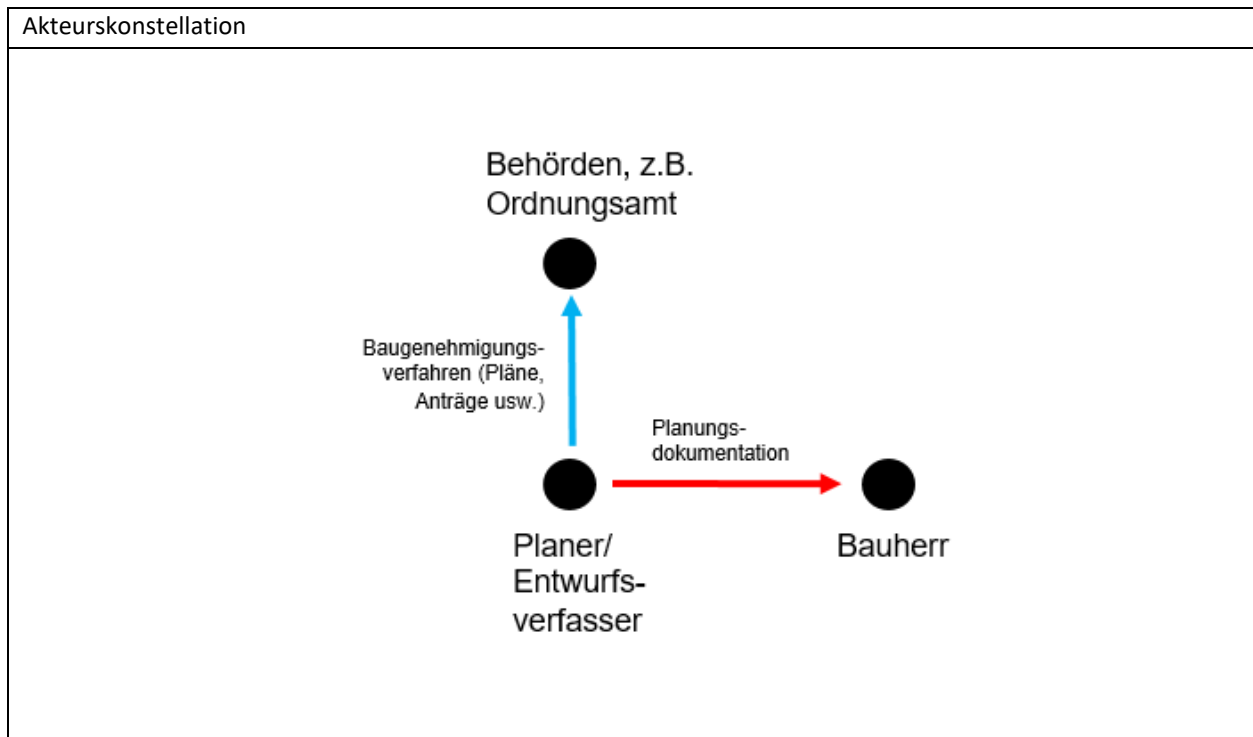 Akteurskonstellation
Behörden, z.B.
Ordnungsamt
Baugenehmigungs-
verfahren (Pläne,
Anträge usw.)
Planungs-
dokumentation
Planer/
Entwurfs-
verfasser
Bauherr